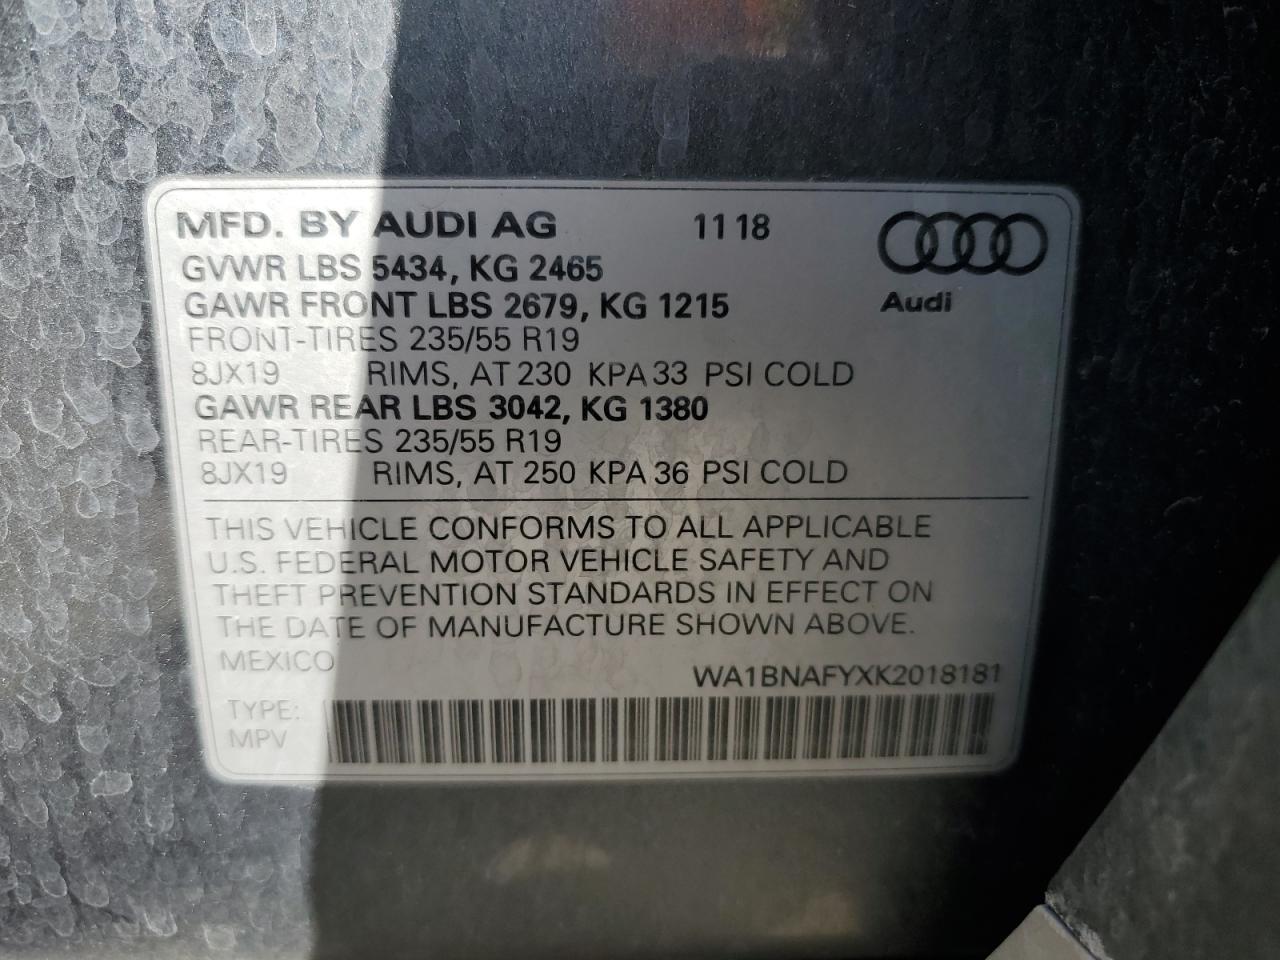 MFD. BY AUDI AG 11 18
Audi
GVWR LBS 5434, KG 2465
GAWR FRONT LBS 2679, KG 1215
FRONT-TIRES 235/55 R19
8JX19 RIMS, AT 230 KPA 33 PSI COLD
GAWR REAR LBS 3042, KG 1380
REAR-TIRES 235/55 R19
8JX19 RIMS, AT 250 KPA 36 PSI COLD
THIS VEHICLE CONFORMS TO ALL APPLICABLE
U.S. FEDERAL MOTOR VEHICLE SAFETY AND
THEFT PREVENTION STANDARDS IN EFFECT ON
THE DATE OF MANUFACTURE SHOWN ABOVE.
MEXICO WA1BNAFYXK2018181
TYPE:
MPV